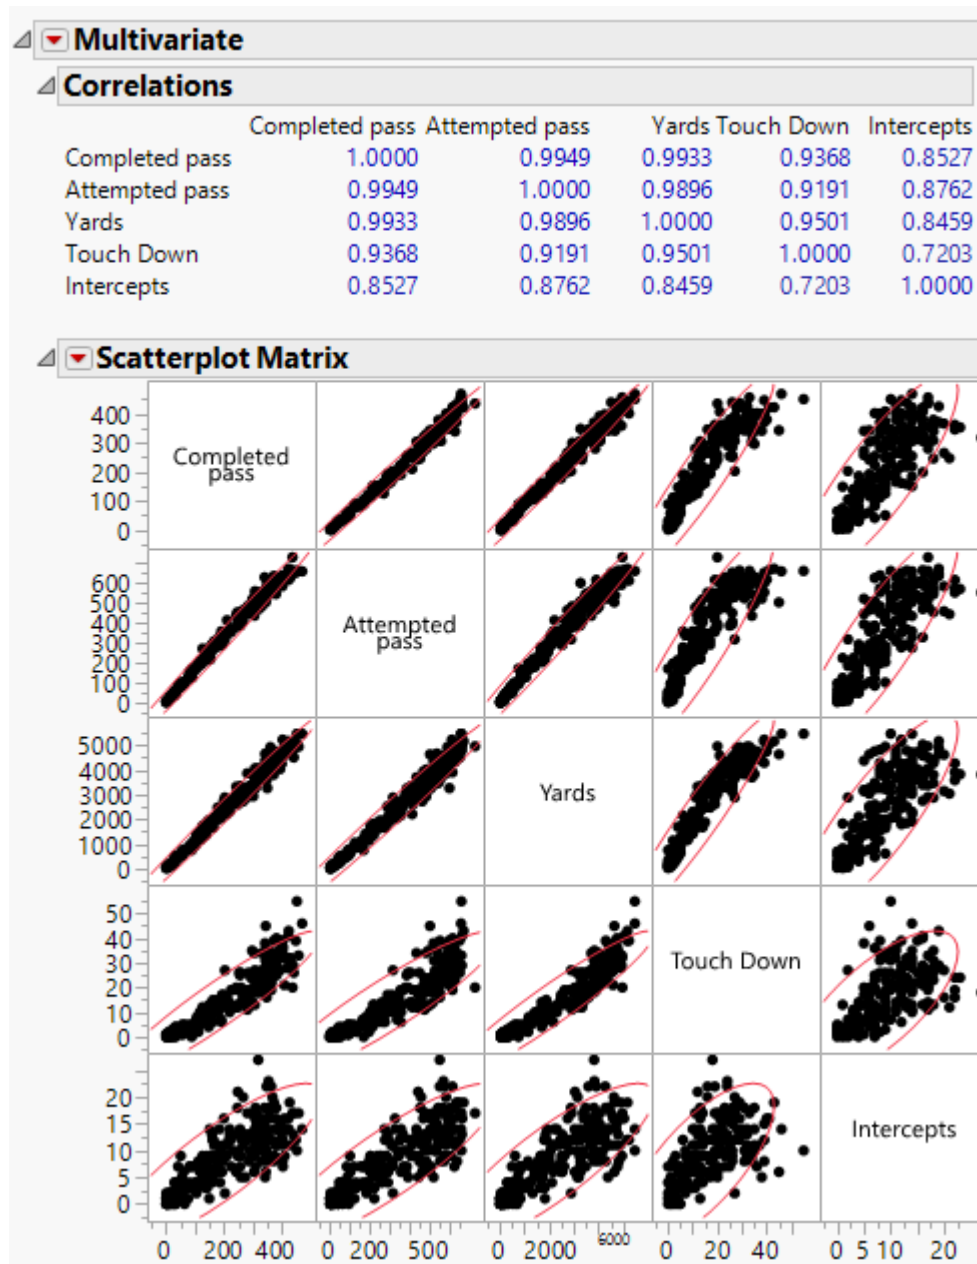 Multivariate
Correlations
Completed pass Attempted pass Yards Touch Down Intercepts
Completed pass 1.0000 0.9949 0.9933 0.9368 0.8527
Attempted pass 0.9949 1.0000 0.9896 0.9191 0.8762
Yards 0.9933 0.9896 1.0000 0.9501 0.8459
Touch Down 0.9368 0.9191 0.9501 1.0000 0.7203
Intercepts 0.8527 0.8762 0.8459 0.7203 1.0000
Scatterplot Matrix
400
300
200
100
0
Completed
pass
600
500
400
300
200
100
0
Attempted
pass
5000
4000
3000
2000
1000
0
Yards
50
40
30
20
10
0
Touch Down
20
15
10
5
0
Intercepts
0 200 400 0 200 500 0 2000 6000 0 20 40 0 5 10 20